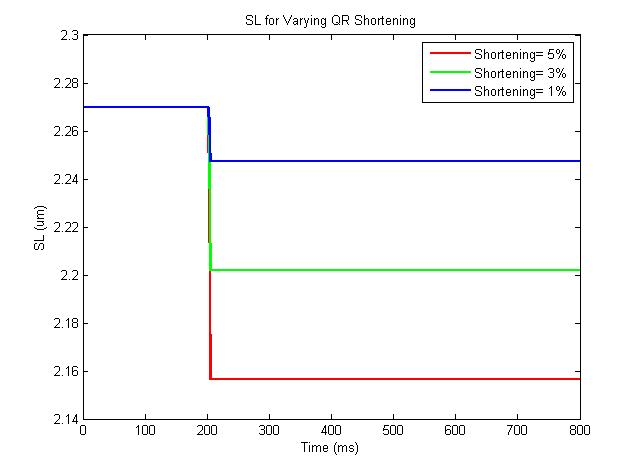 SL for Varying QR Shortening
2.3
2.28
2.26
2.24
2.22
2.2
2.18
2.16
2.14
SL (um)
Shortening= 5%
Shortening= 3%
Shortening= 1%
0 100 200 300 400 500 600 700 800
Time (ms)